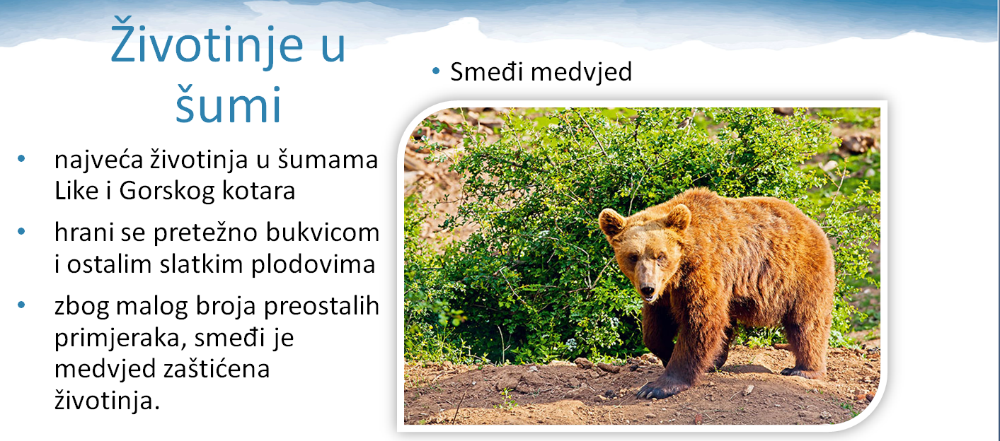 Životinje u
šumi
• najveća životinja u šumama
Like i Gorskog kotara
• hrani se pretežno bukvicom
i ostalim slatkim plodovima
• zbog malog broja preostalih
primjeraka, smeđi je
medvjed zaštićena
životinja.
• Smeđi medvjed